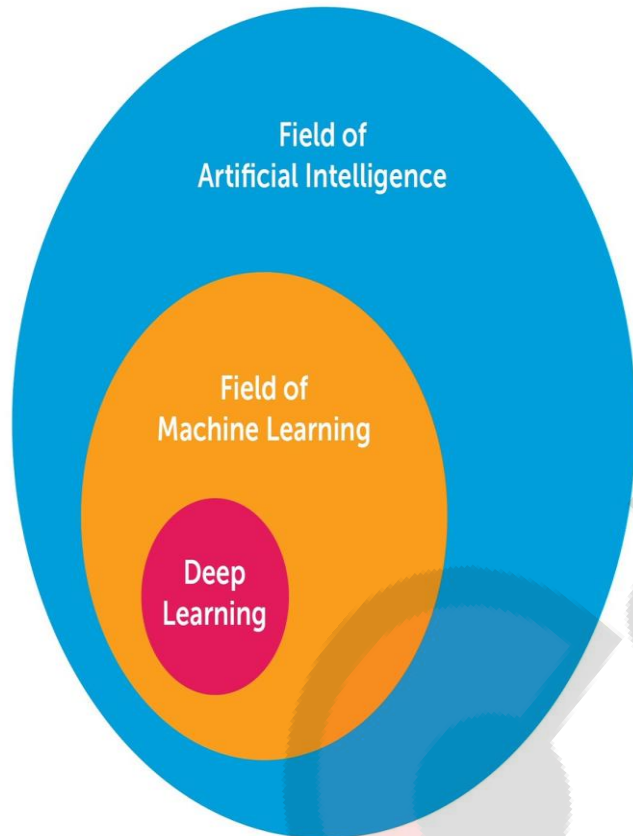 Field of
Artificial Intelligence
Field of
Machine Learning
Deep
Learning